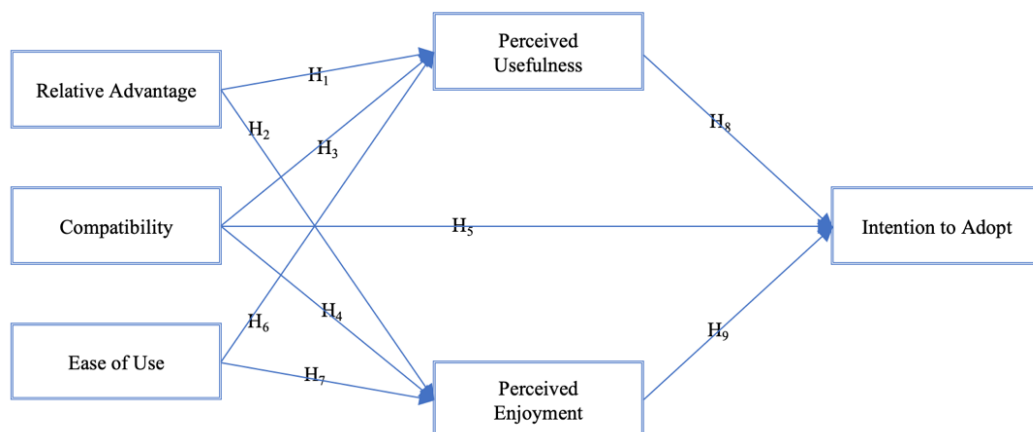 Perceived
Usefulness
Relative Advantage
H₁
H₂
H₃
H₈
Compatibility
H₅
Intention to Adopt
H₄
H₆
H₉
Ease of Use
H₇
Perceived
Enjoyment